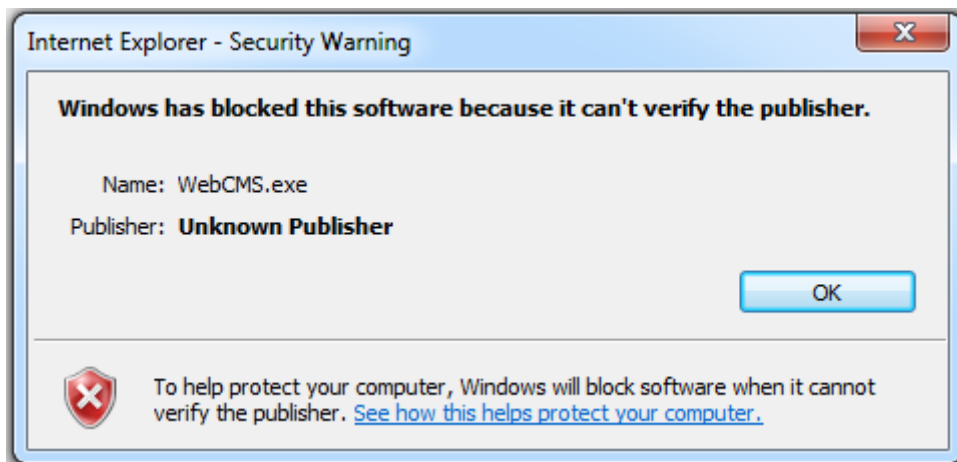 Internet Explorer - Security Warning
Windows has blocked this software because it can't verify the publisher.
Name: WebCMS.exe
Publisher: Unknown Publisher
OK
To help protect your computer, Windows will block software when it cannot
verify the publisher. See how this helps protect your computer.